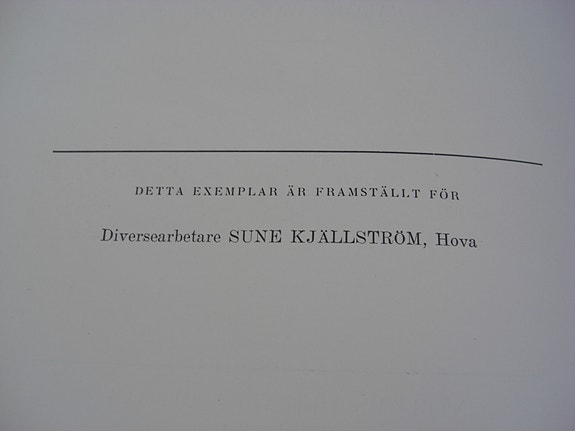 DETTA EXEMPLAR ÄR FRAMSTÄLLT FÖR
Diversearbetare SUNE KJÄLLSTRÖM, Hova